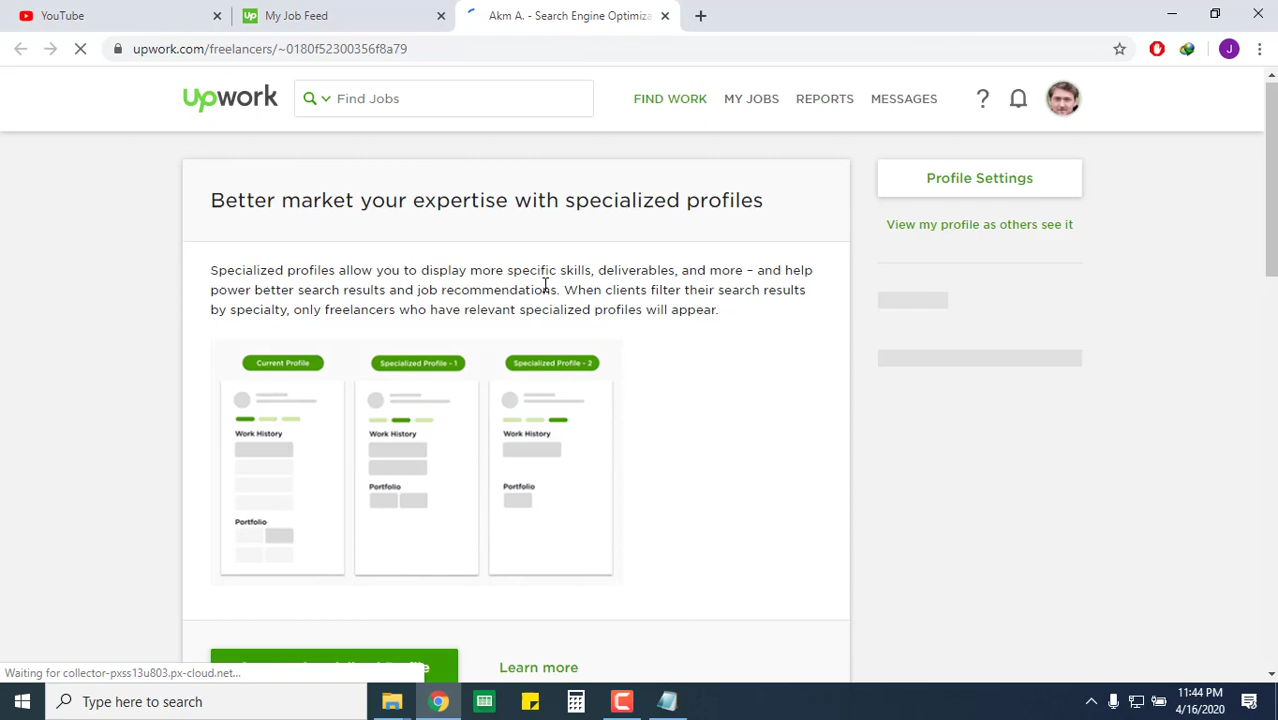 YouTube
Up My Job Feed
Akm A. - Search Engine Optimiza
upwork.com/freelancers/~0180f52300356f8a79
J
upwork
Find Jobs
FIND WORK
MY JOBS
REPORTS
MESSAGES
?
Better market your expertise with specialized profiles
Profile Settings
View my profile as others see it
Specialized profiles allow you to display more specific skills, deliverables, and more – and help
power better search results and job recommendations. When clients filter their search results
by specialty, only freelancers who have relevant specialized profiles will appear.
Current Profile
Specialized Profile - 1
Specialized Profile - 2
Work History
Work History
Work History
Portfolio
Portfolio
Portfolio
Learn more
Waiting for collector-pxss13u803.px-cloud.net...
Type here to search
11:44 PM
4/16/2020